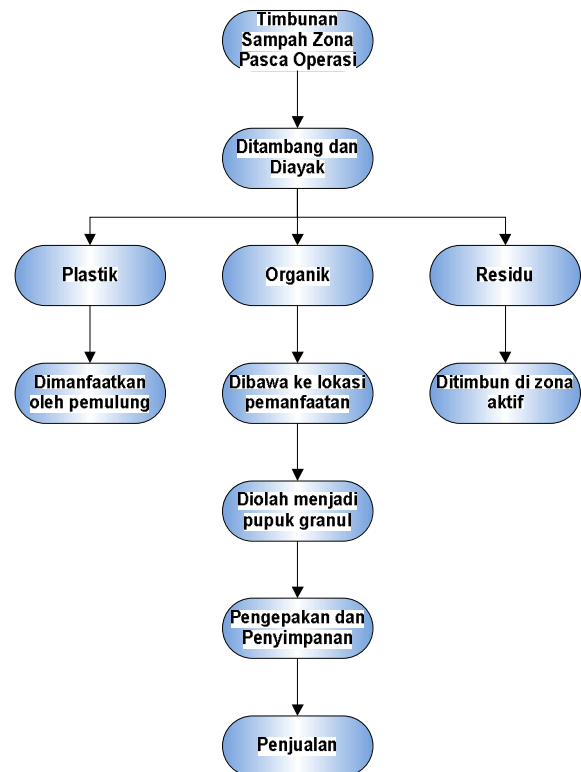 Timbunan
Sampah Zona
Pasca Operasi
Ditambang dan
Diayak
Plastik
Organik
Residu
Dimanfaatkan
oleh pemulung
Dibawa ke lokasi
pemanfaatan
Ditimbun di zona
aktif
Diolah menjadi
pupuk granul
Pengepakan dan
Penyimpanan
Penjualan